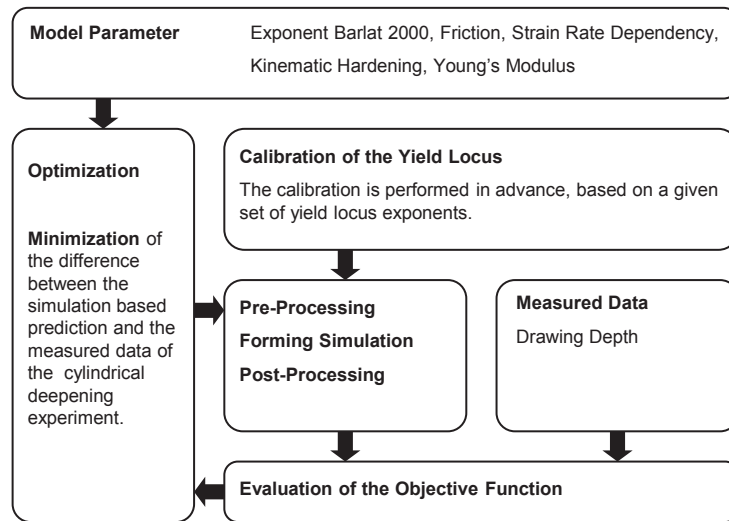 Model Parameter
Exponent Barlat 2000, Friction, Strain Rate Dependency,
Kinematic Hardening, Young's Modulus
Optimization
Minimization of
the difference
between the
simulation based
prediction and the
measured data of
the cylindrical
deepening
experiment.
Calibration of the Yield Locus
The calibration is performed in advance, based on a given
set of yield locus exponents.
Pre-Processing
Forming Simulation
Post-Processing
Measured Data
Drawing Depth
Evaluation of the Objective Function